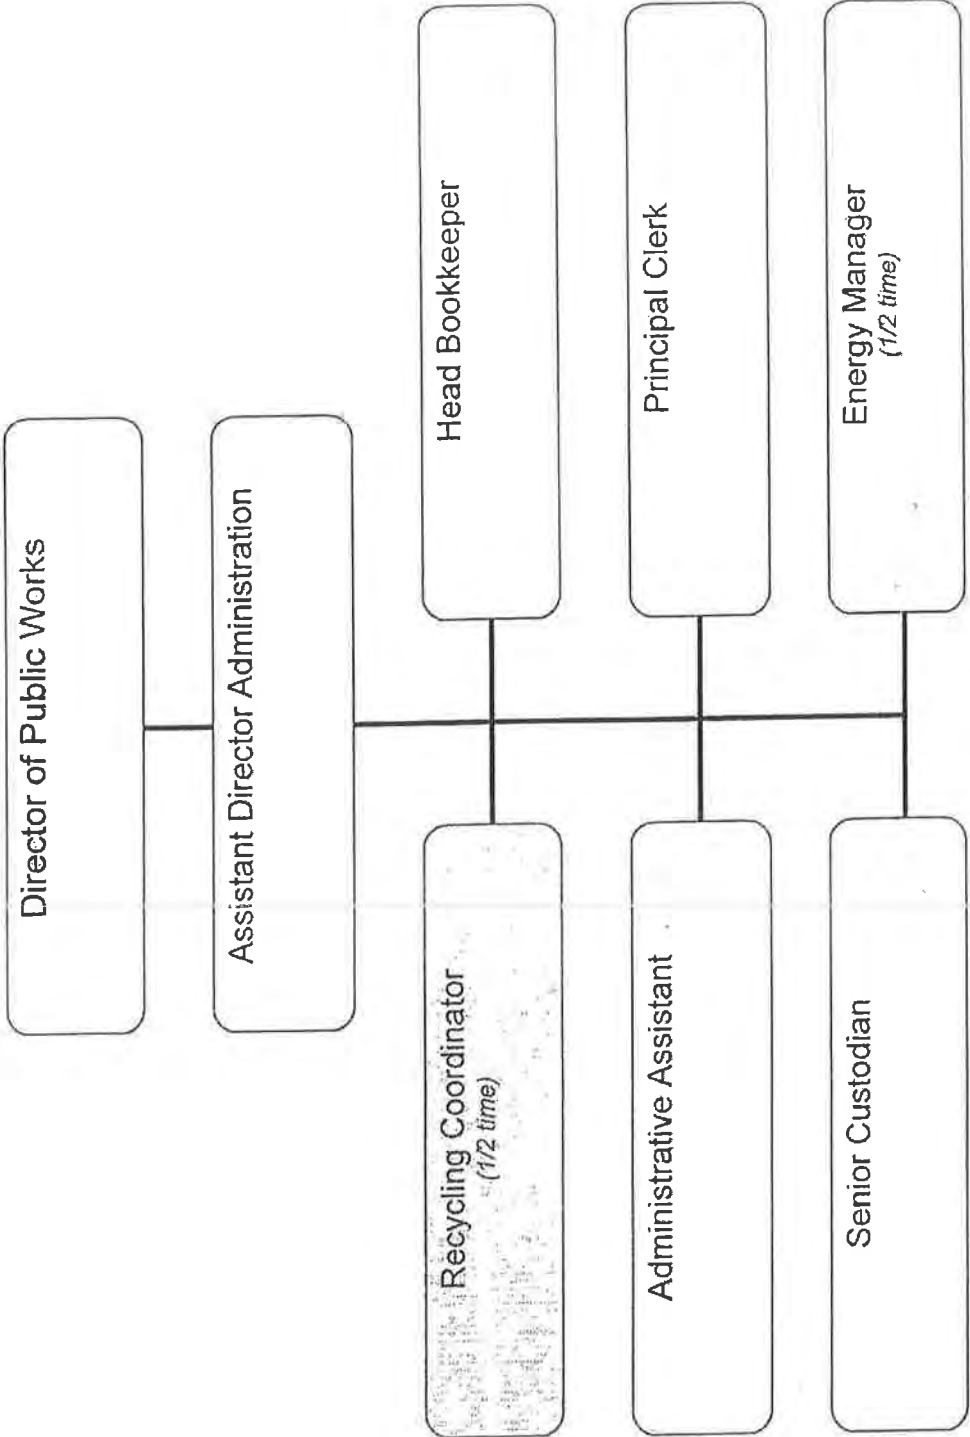 Director of Public Works
Assistant Director Administration
Recycling Coordinator
(1/2 time)
Head Bookkeeper
Administrative Assistant
Principal Clerk
Senior Custodian
Energy Manager
(1/2 time)